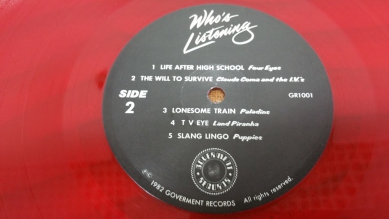 Who's
Listening
1 LIFE AFTER HIGH SCHOOL Four Eyes
2 THE WILL TO SURVIVE Claude Coma and the I.V.'s
SIDE
2
GR1001
3 LONESOME TRAIN Paladins
4 T V EYE Land Piranha
5 SLANG LINGO Puppies
℗© 1982 GOVERMENT RECORDS All rights reserved.